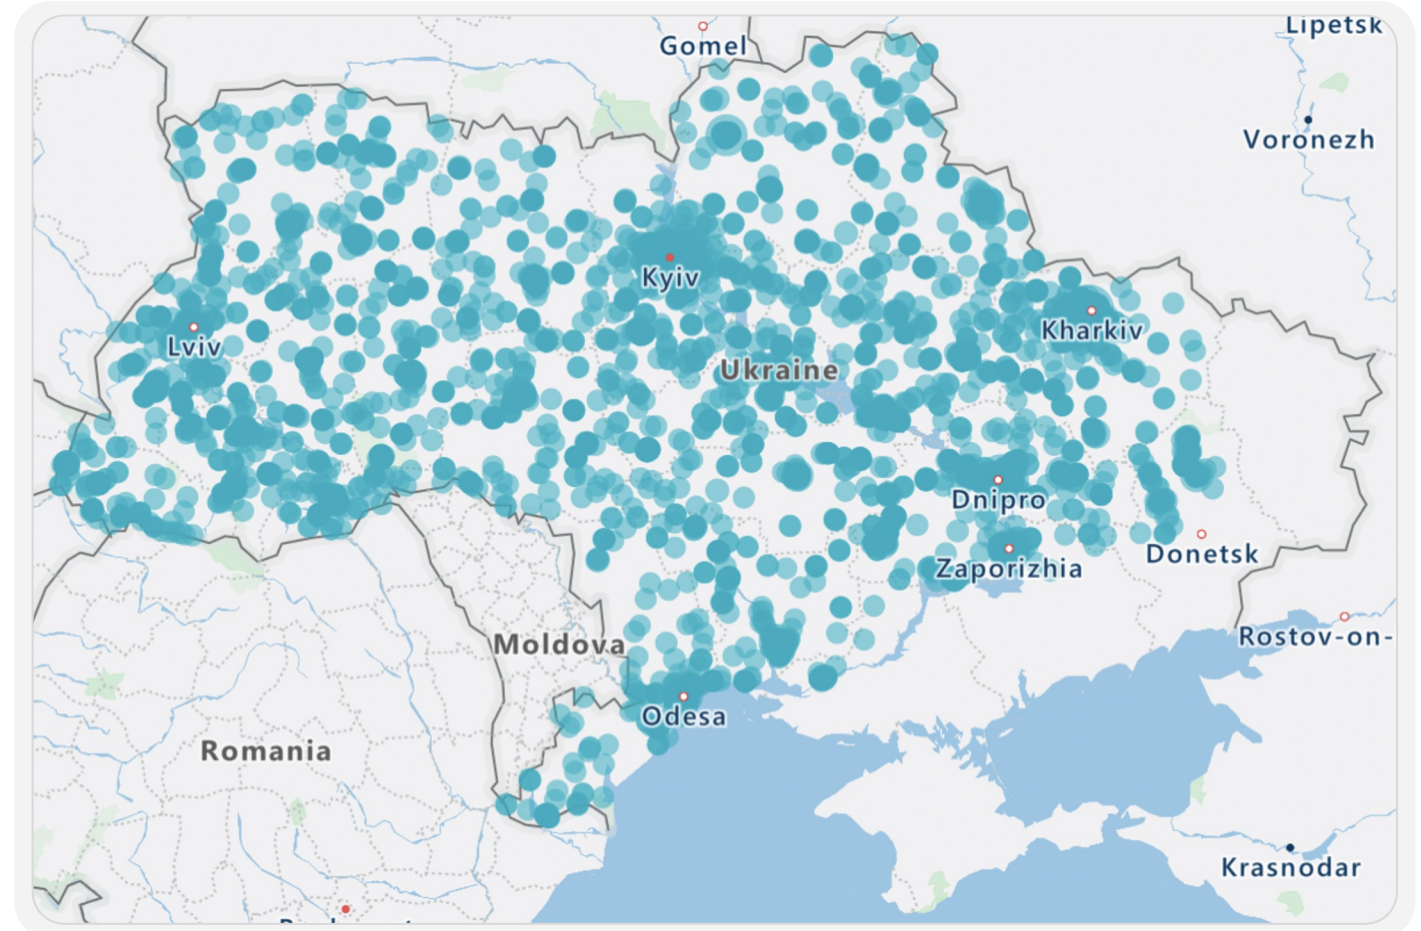 Lipetsk
Gomel
Voronezh
Kyiv
Kharkiv
Lviv
Ukraine
Dnipro
Donetsk
Zaporizhia
Rostov-on-
Moldova
Odesa
Romania
Krasnodar